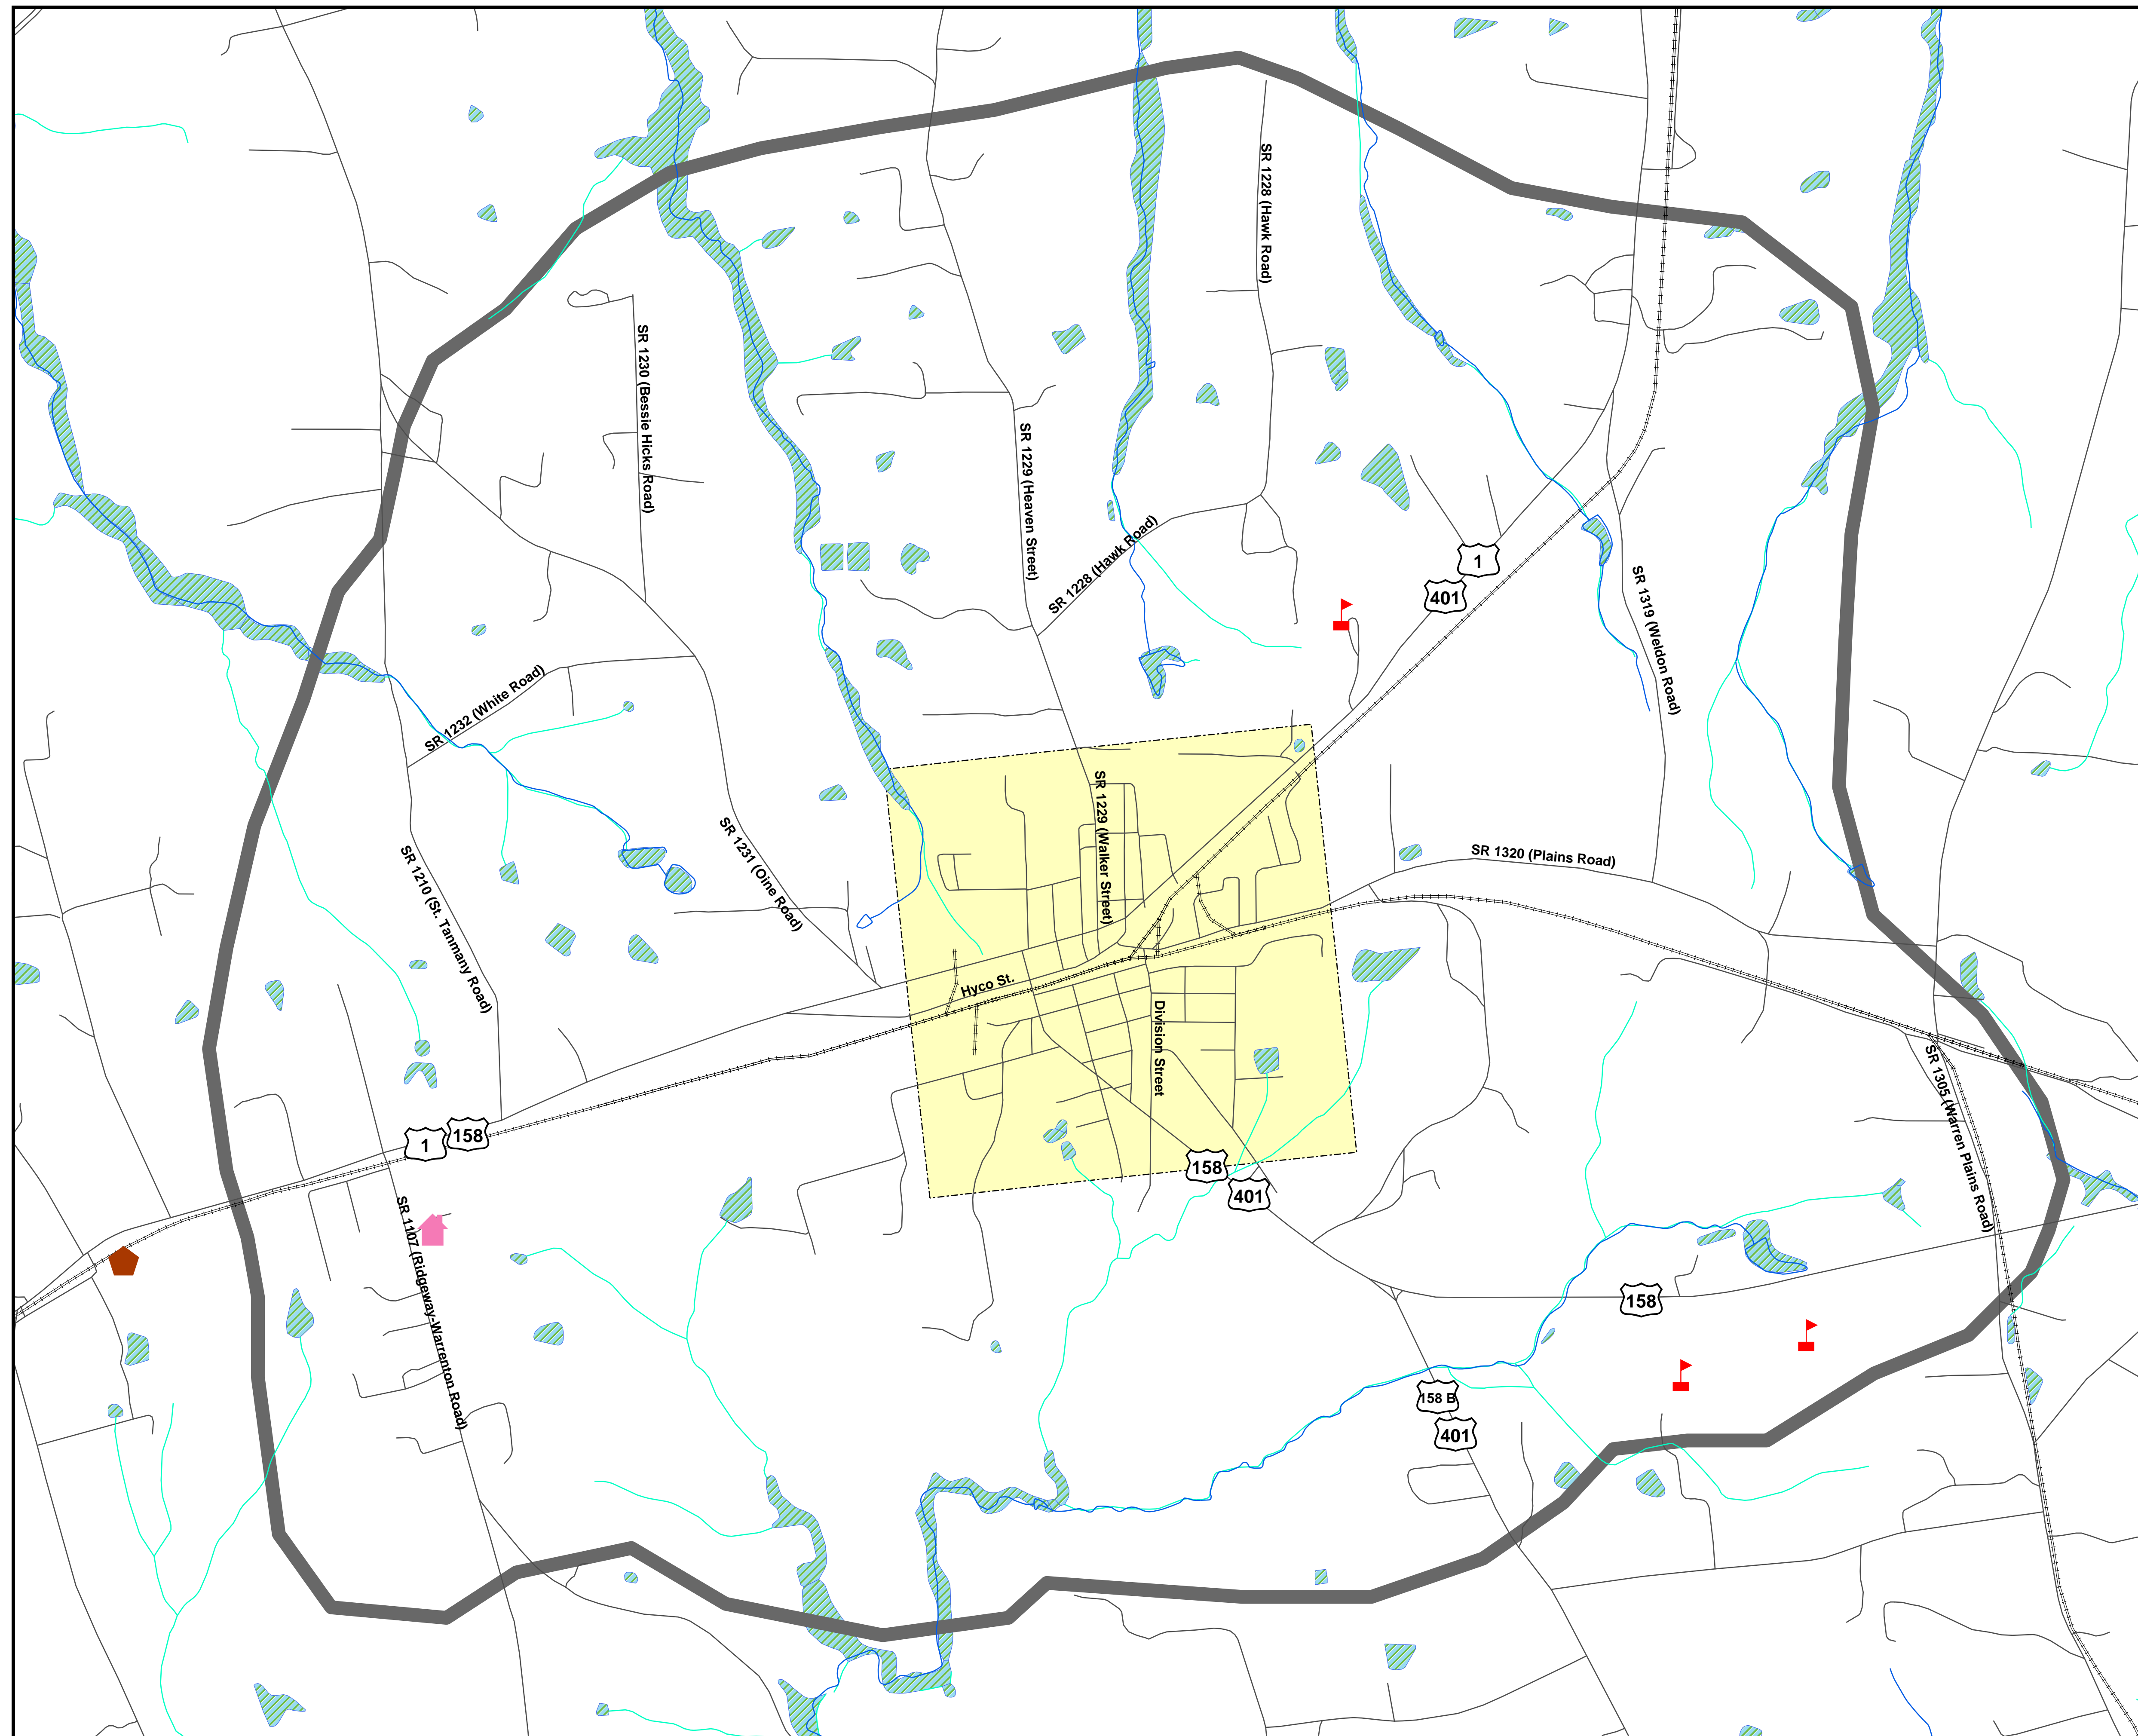 SR 1228 (Hawk Road)
SR 1230 (Bessie Hicks Road)
SR 1229 (Heaven Street)
SR 1228 (Hawk Road)
1
401
SR 1319 (Weldon Road)
SR 1232 (White Road)
SR 1229 (Walker Street)
SR 1231 (Oine Road)
SR 1210 (St. Tanmany Road)
SR 1320 (Plains Road)
Hyco St.
Division Street
SR 1305 (Warren Plains Road)
1
158
158
401
SR 1107 (Ridgeway-Warrenton Road)
158
158 B
401